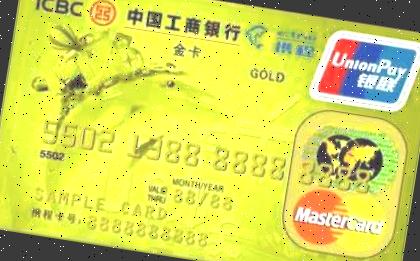 ICBC 中国工商银行 携程
金卡
GOLD
UnionPay
银联
5502 1988 8888 8888
5502
MONTH/YEAR
VALID THRU 88/88
SAMPLE CARD
携程卡号 8888888888
MasterCard